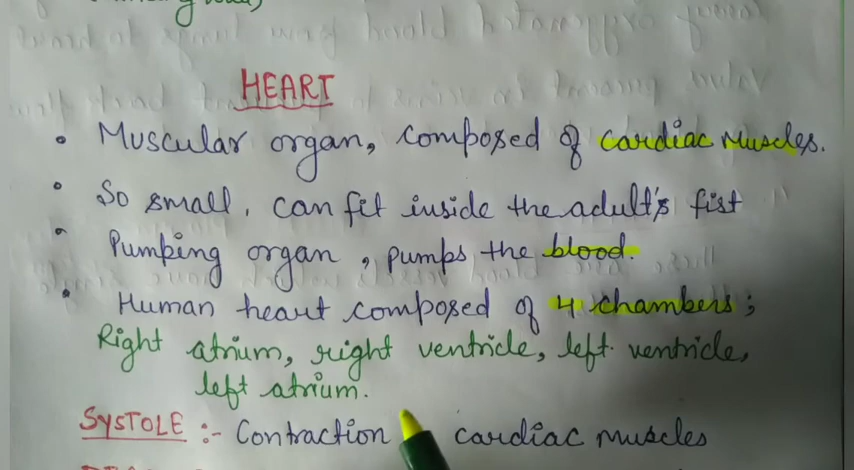 HEART
• Muscular organ, composed of cardiac muscles.
• So small, can fit inside the adult's fist
• Pumping organ, pumps the blood.
• Human heart composed of 4 chambers;
Right atrium, right ventricle, left ventricle,
left atrium.
SYSTOLE :- Contraction cardiac muscles